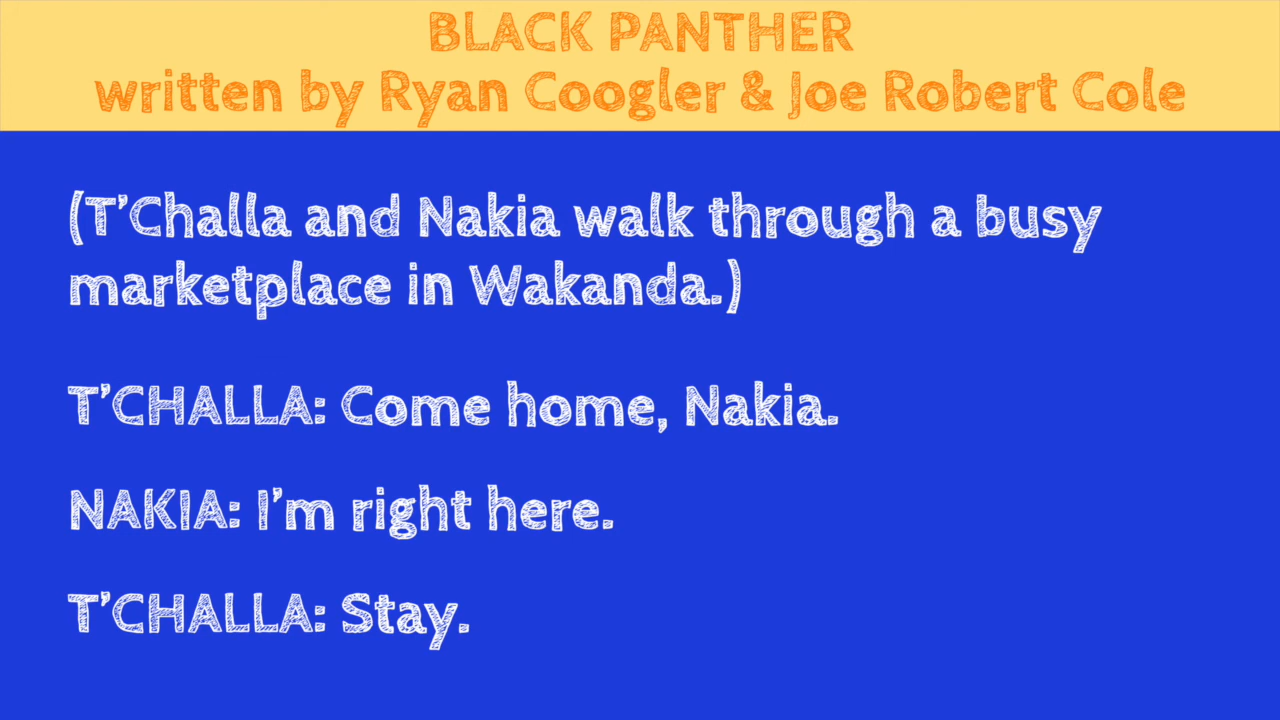 BLACK PANTHER
written by Ryan Coogler & Joe Robert Cole
(T’Challa and Nakia walk through a busy
marketplace in Wakanda.)
T’CHALLA: Come home, Nakia.
NAKIA: I’m right here.
T’CHALLA: Stay.